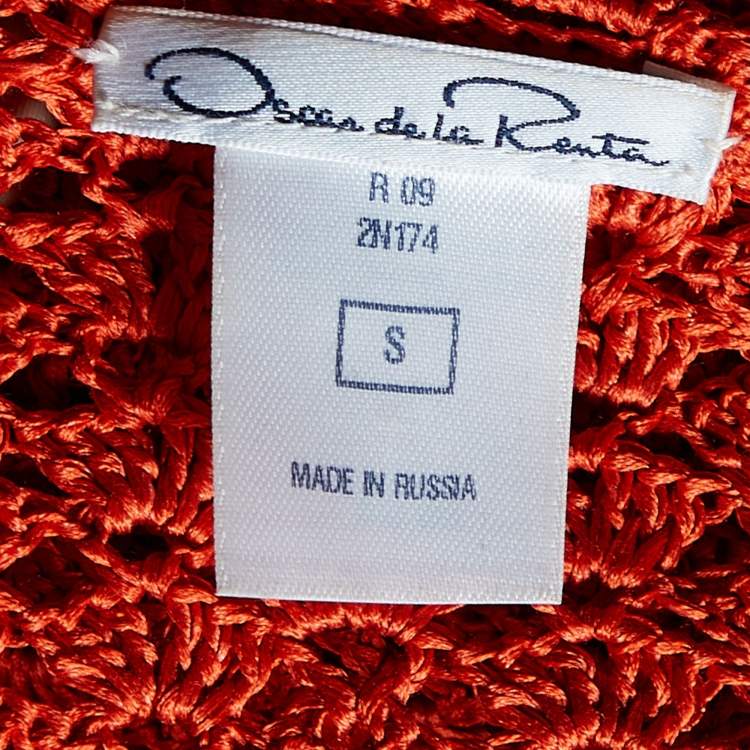 Oscar de la Renta
R 09
2N174
S
MADE IN RUSSIA